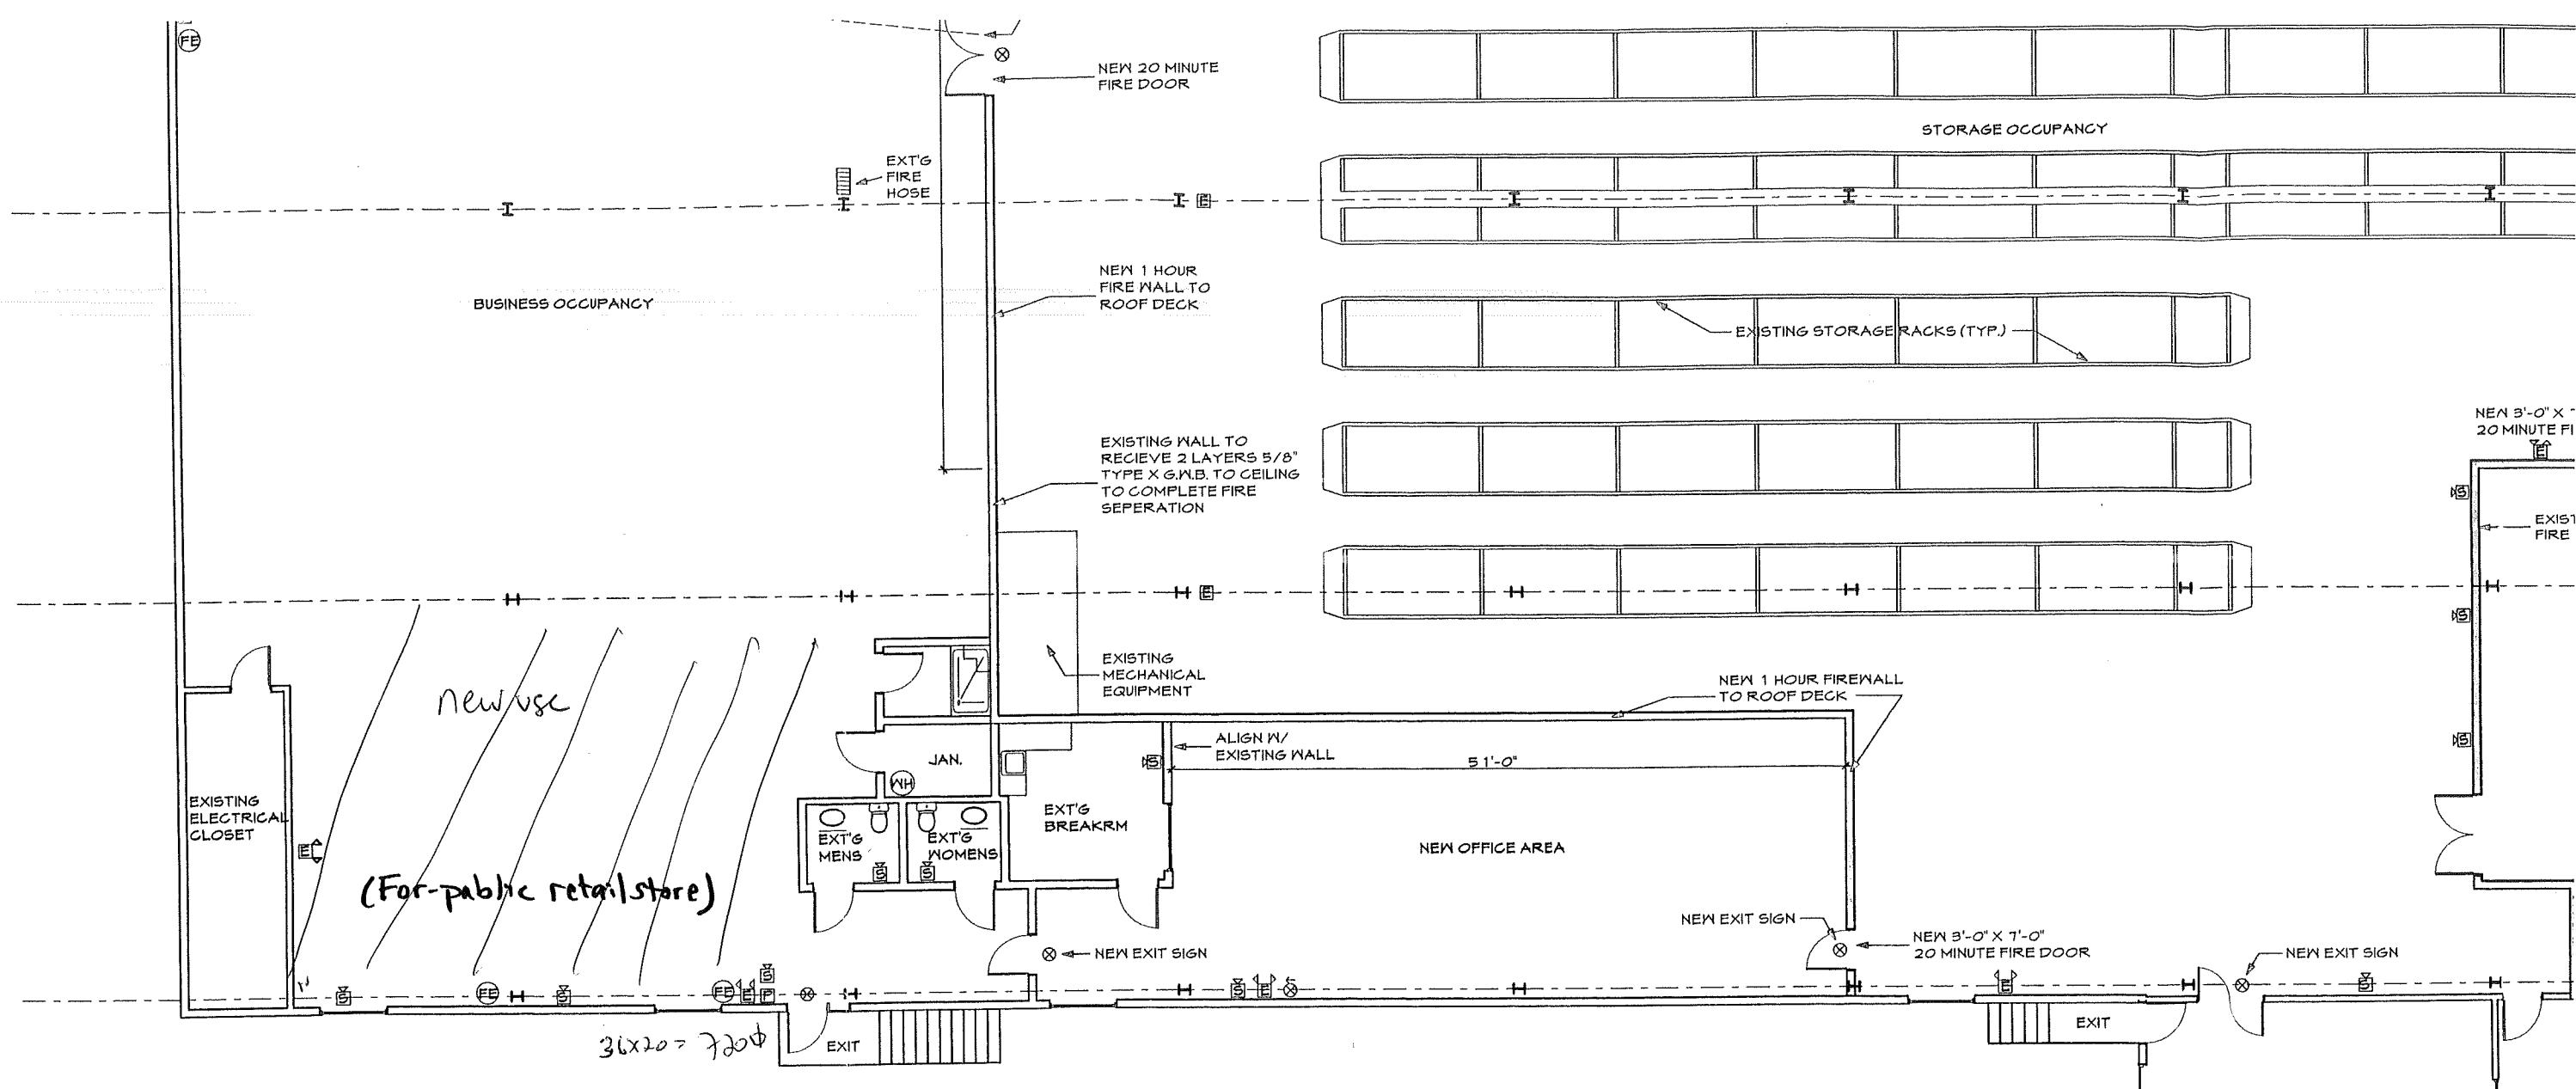 FE
NEW 20 MINUTE
FIRE DOOR
STORAGE OCCUPANCY
EXT'G
FIRE
HOSE
E
NEW 1 HOUR
FIRE WALL TO
ROOF DECK
BUSINESS OCCUPANCY
EXISTING STORAGE RACKS (TYP.)
NEW 3'-0" X
20 MINUTE FI
E
EXISTING WALL TO
RECIEVE 2 LAYERS 5/8"
TYPE X G.W.B. TO CEILING
TO COMPLETE FIRE
SEPERATION
S
EXIST
FIRE
E
S
EXISTING
MECHANICAL
EQUIPMENT
NEW 1 HOUR FIREWALL
TO ROOF DECK
new use
ALIGN W/
EXISTING WALL
51'-0"
S
JAN.
S
WH
EXISTING
ELECTRICAL
CLOSET
EXT'G
MENS
EXT'G
WOMENS
EXT'G
BREAKRM
NEW OFFICE AREA
E
S
S
(For-public retail store)
NEW EXIT SIGN
NEW EXIT SIGN
NEW 3'-0" X 7'-0"
20 MINUTE FIRE DOOR
NEW EXIT SIGN
S
FE
S
FE
E
S
P
S
E
E
S
36x20 = 720
EXIT
EXIT